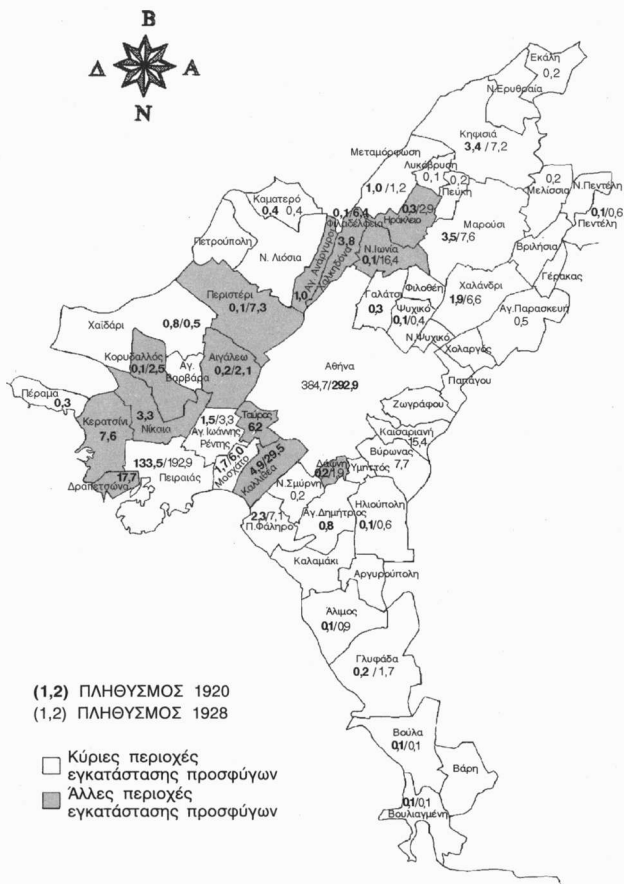 Β
Δ Α
Ν
Εκάλη
0,2
Ν.Ερυθραία
Κηφισιά
3,4 / 7,2
Μεταμόρφωση
1,0 / 1,2
Λυκόβρυση
0,1
0,2
Πεύκη
0,2
Μελίσσια
Ν.Πεντέλη
0,1/0,6
Πεντέλη
Καματερό
0,4 0,4
0,1/6,4
Φιλαδέλφεια
0,3/2,9
Ηράκλειο
Μαρούσι
3,5/7,6
Πετρούπολη
Ν. Λιόσια
Αγ. Ανάργυροι
1,0
3,8
Χαλκηδόνα
Ν.Ιωνία
0,1/16,4
Βριλήσια
Γέρακας
Περιστέρι
0,1/7,3
Γαλάτσι
0,3
Φιλοθέη
Ψυχικό
0,1/0,4
Ν.Ψυχικό
Χαλάνδρι
1,9/6,6
Αγ.Παρασκευή
0,5
Χολαργός
Παπάγου
Χαϊδάρι
0,8/0,5
Κορυδαλλός
0,1/2,5
Αγ.
Βαρβάρα
Αιγάλεω
0,2/2,1
Αθήνα
384,7/292,9
Ζωγράφου
Πέραμα
0,3
Κερατσίνι
7,6
3,3
Νίκαια
1,5/3,3
Αγ. Ιωάννης
Ρέντης
Ταύρος
62
Καισαριανή
15,4
Βύρωνας
7,7
133,5/192,9
Πειραιάς
17,7
Δραπετσώνα
1,7/6,0
Μοσχάτο
4,9/29,5
Καλλιθέα
Δάφνη
Υμηττός
Ν.Σμύρνη
0,2
2,3/7,1
Π.Φάληρο
Αγ.Δημήτριος
0,8
Ηλιούπολη
0,1/0,6
Καλαμάκι
Αργυρούπολη
Άλιμος
0,1/0,9
Γλυφάδα
0,2 / 1,7
Βούλα
0,1/0,1
Βάρη
0,1/0,1
Βουλιαγμένη
(1,2) ΠΛΗΘΥΣΜΟΣ 1920
(1,2) ΠΛΗΘΥΣΜΟΣ 1928
Κύριες περιοχές
εγκατάστασης προσφύγων
Άλλες περιοχές
εγκατάστασης προσφύγων